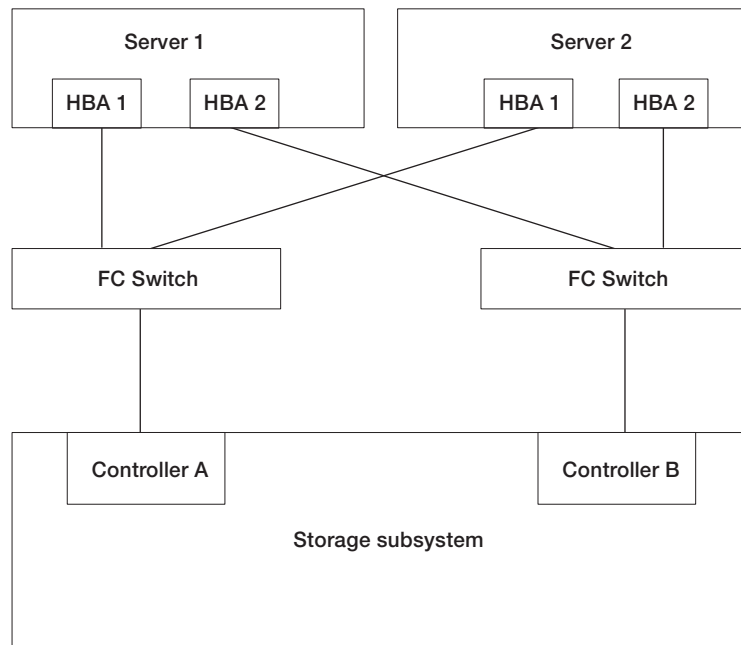 Server 1
Server 2
HBA 1
HBA 2
HBA 1
HBA 2
FC Switch
FC Switch
Controller A
Controller B
Storage subsystem